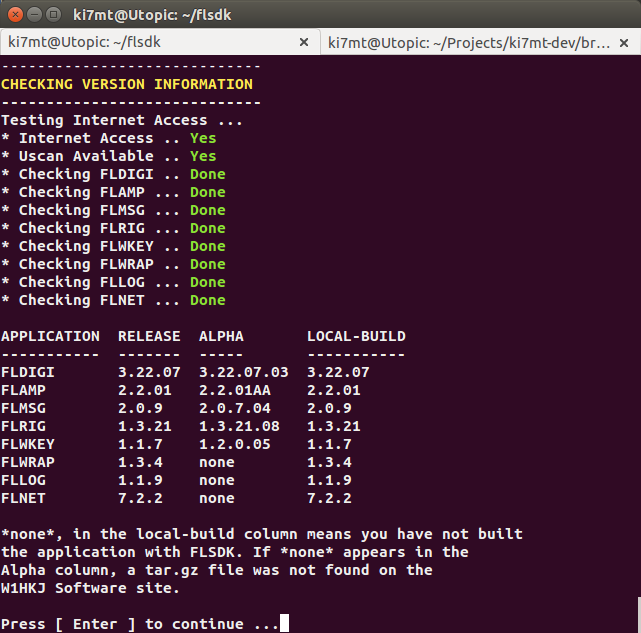 ki7mt@Utopic: ~/flsdk
ki7mt@Utopic: ~/flsdk × ki7mt@Utopic: ~/Projects/ki7mt-dev/br... ×
-----------------------------
CHECKING VERSION INFORMATION
-----------------------------
Testing Internet Access ...
* Internet Access .. Yes
* Uscan Available .. Yes
* Checking FLDIGI .. Done
* Checking FLAMP ... Done
* Checking FLMSG ... Done
* Checking FLRIG ... Done
* Checking FLWKEY .. Done
* Checking FLWRAP .. Done
* Checking FLLOG ... Done
* Checking FLNET ... Done
APPLICATION RELEASE ALPHA LOCAL-BUILD
----------- ------- ----- -----------
FLDIGI 3.22.07 3.22.07.03 3.22.07
FLAMP 2.2.01 2.2.01AA 2.2.01
FLMSG 2.0.9 2.0.7.04 2.0.9
FLRIG 1.3.21 1.3.21.08 1.3.21
FLWKEY 1.1.7 1.2.0.05 1.1.7
FLWRAP 1.3.4 none 1.3.4
FLLOG 1.1.9 none 1.1.9
FLNET 7.2.2 none 7.2.2
*none*, in the local-build column means you have not built
the application with FLSDK. If *none* appears in the
Alpha column, a tar.gz file was not found on the
W1HKJ Software site.
Press [ Enter ] to continue ...